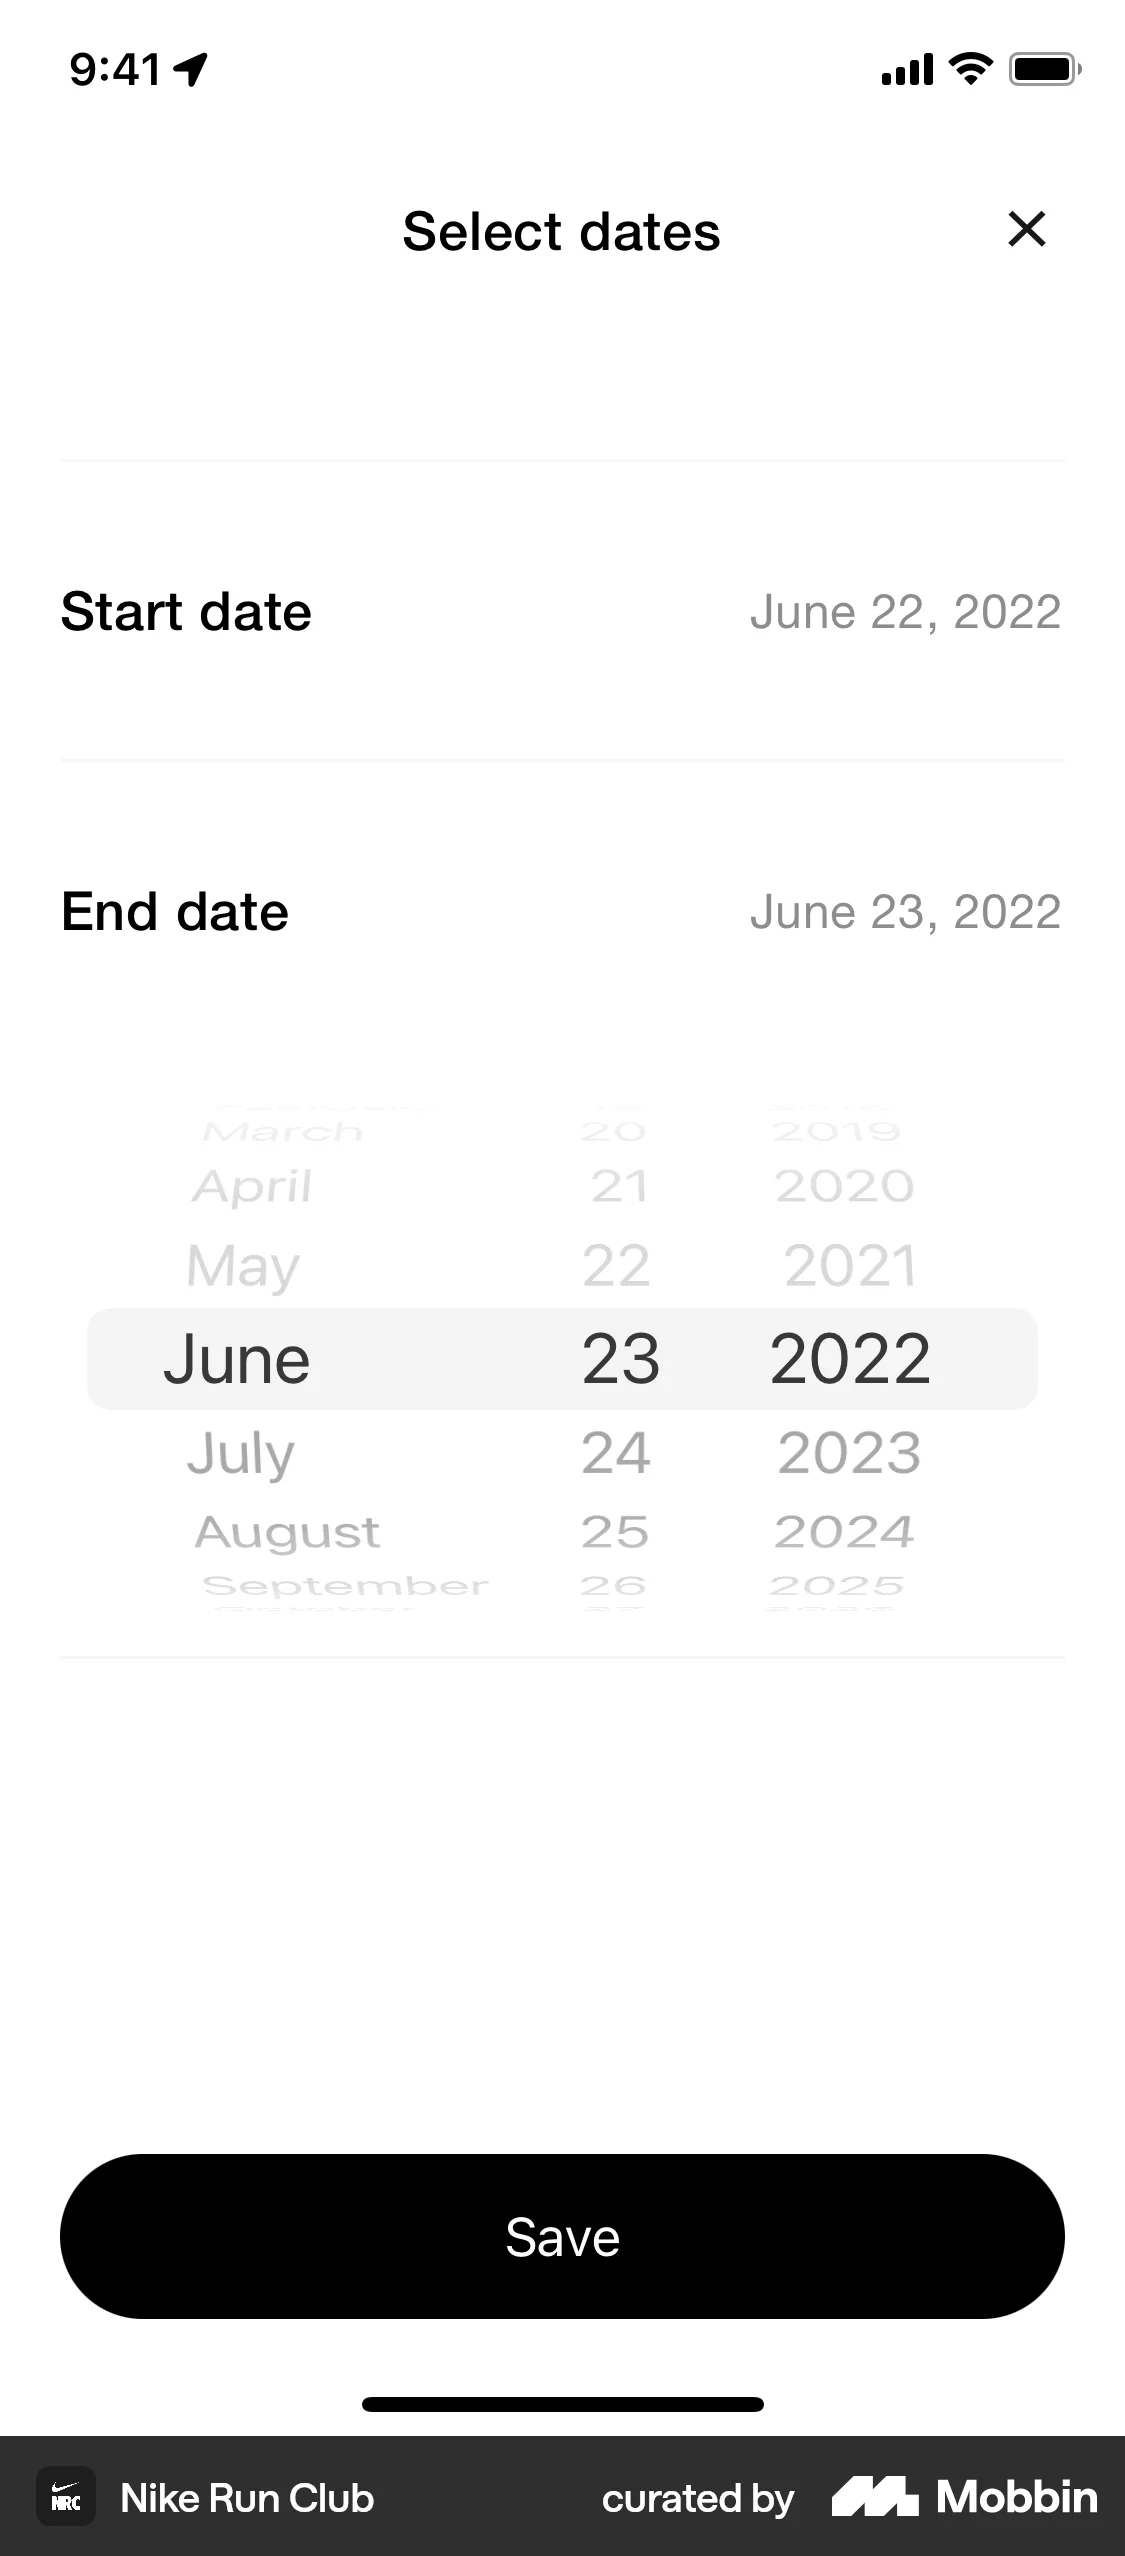 9:41
Select dates
Start date June 22, 2022
End date June 23, 2022
March 20 2019
April 21 2020
May 22 2021
June 23 2022
July 24 2023
August 25 2024
September 26 2025
Save
NRC Nike Run Club curated by Mobbin